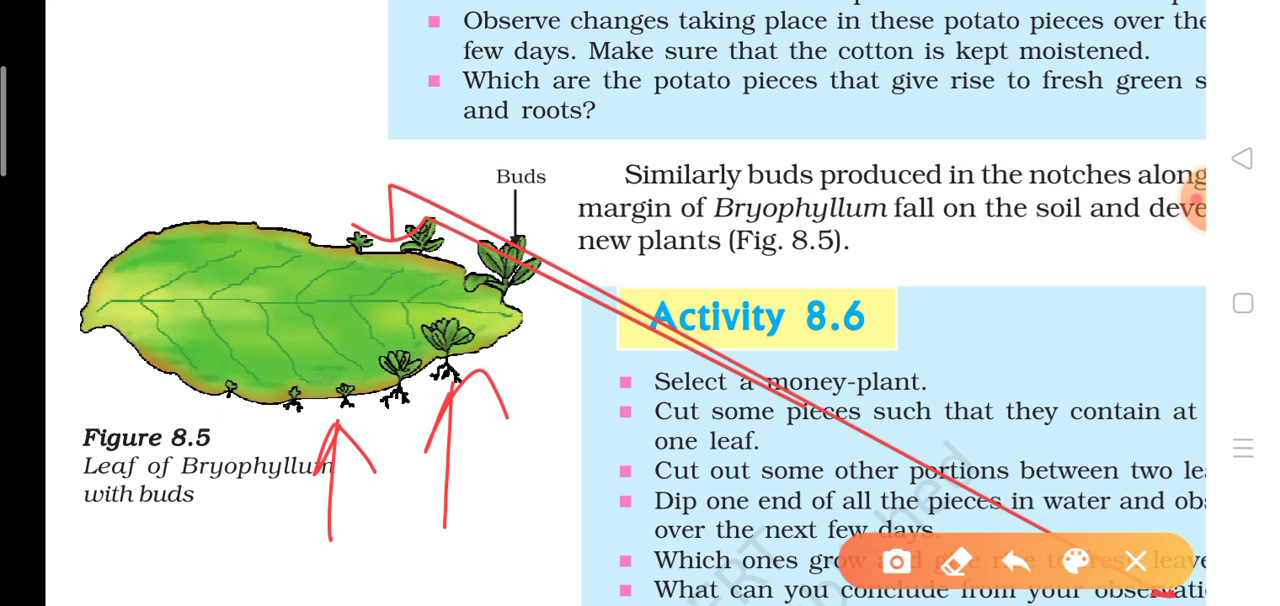 Observe changes taking place in these potato pieces over the
few days. Make sure that the cotton is kept moistened.
Which are the potato pieces that give rise to fresh green s
and roots?
Buds
Similarly buds produced in the notches along
margin of Bryophyllum fall on the soil and deve
new plants (Fig. 8.5).
Activity 8.6
Select a money-plant.
Cut some pieces such that they contain at
one leaf.
Cut out some other portions between two le
Dip one end of all the pieces in water and ob
over the next few days.
Which ones grow
What can you conclude from your observati
Figure 8.5
Leaf of Bryophyllum
with buds